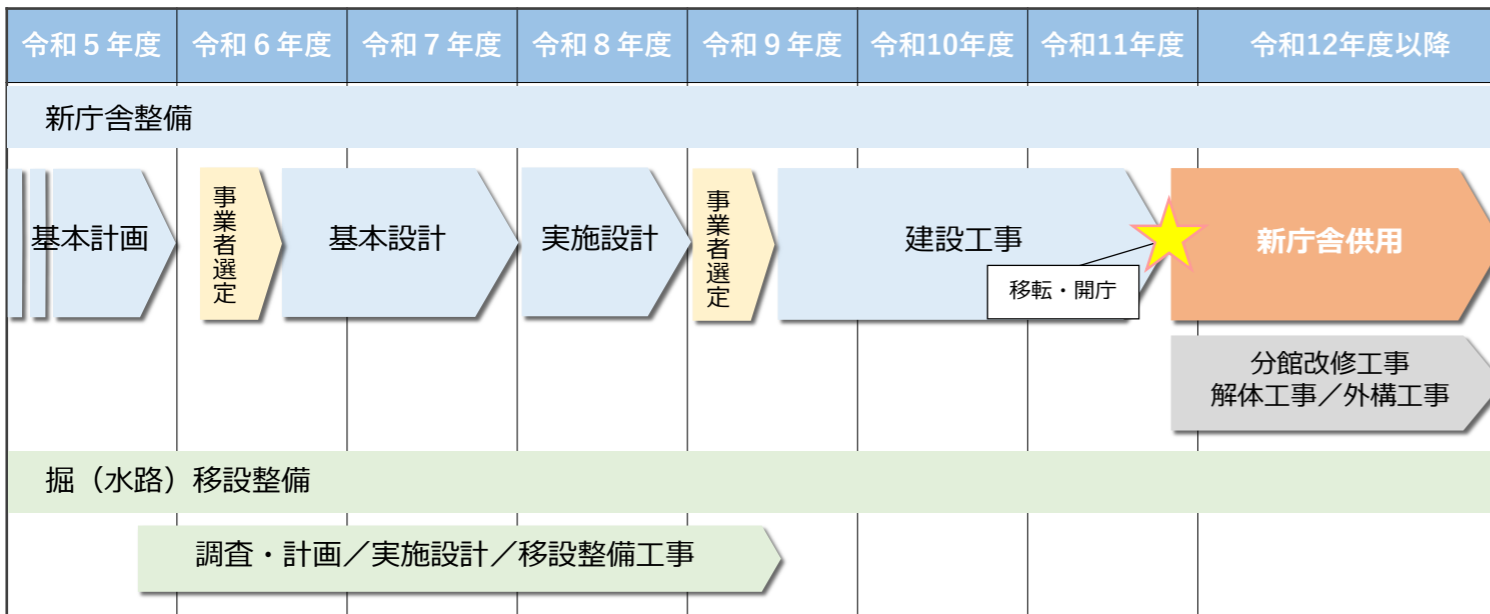 令和５年度
令和６年度
令和７年度
令和８年度
令和９年度
令和10年度
令和11年度
令和12年度以降
新庁舎整備
基本計画
事業者選定
基本設計
実施設計
事業者選定
建設工事
移転・開庁
新庁舎供用
分館改修工事
解体工事／外構工事
掘（水路）移設整備
調査・計画／実施設計／移設整備工事